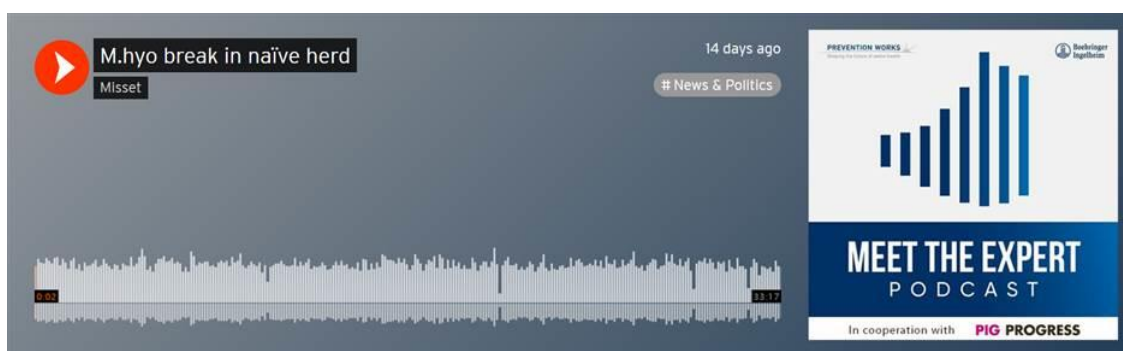 M.hyo break in naïve herd
Misset
14 days ago
# News & Politics
0:02
33:17
PREVENTION WORKS
Boehringer
Ingelheim
MEET THE EXPERT
PODCAST
In cooperation with PIG PROGRESS